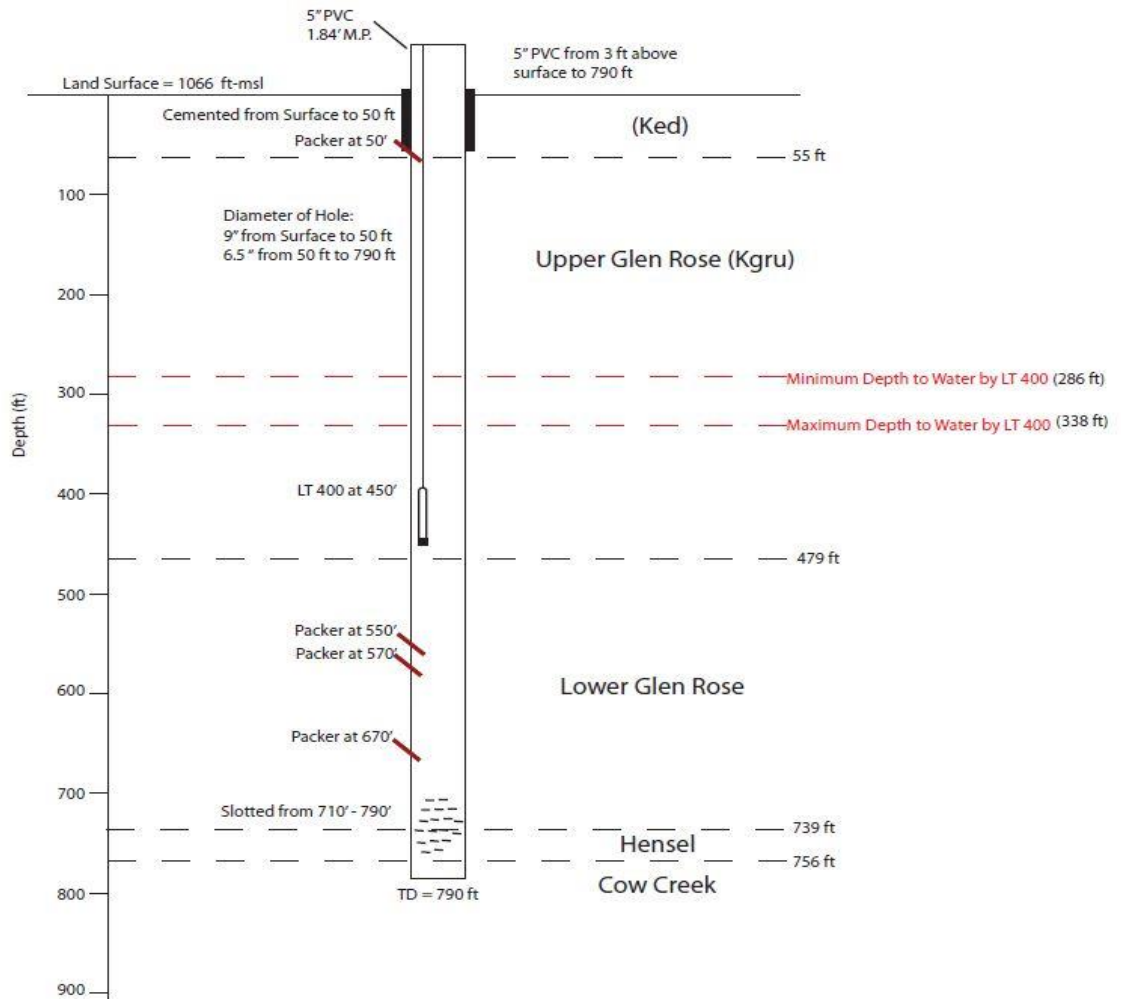 5" PVC
1.84' M.P.
5" PVC from 3 ft above
surface to 790 ft
Land Surface = 1066 ft-msl
Cemented from Surface to 50 ft
(Ked)
Packer at 50'
55 ft
100
Diameter of Hole:
9" from Surface to 50 ft
6.5 " from 50 ft to 790 ft
Upper Glen Rose (Kgru)
200
Minimum Depth to Water by LT 400 (286 ft)
300
Depth (ft)
Maximum Depth to Water by LT 400 (338 ft)
LT 400 at 450'
400
479 ft
500
Packer at 550'
Packer at 570'
Lower Glen Rose
600
Packer at 670'
700
Slotted from 710' - 790'
739 ft
Hensel
756 ft
Cow Creek
800
TD = 790 ft
900